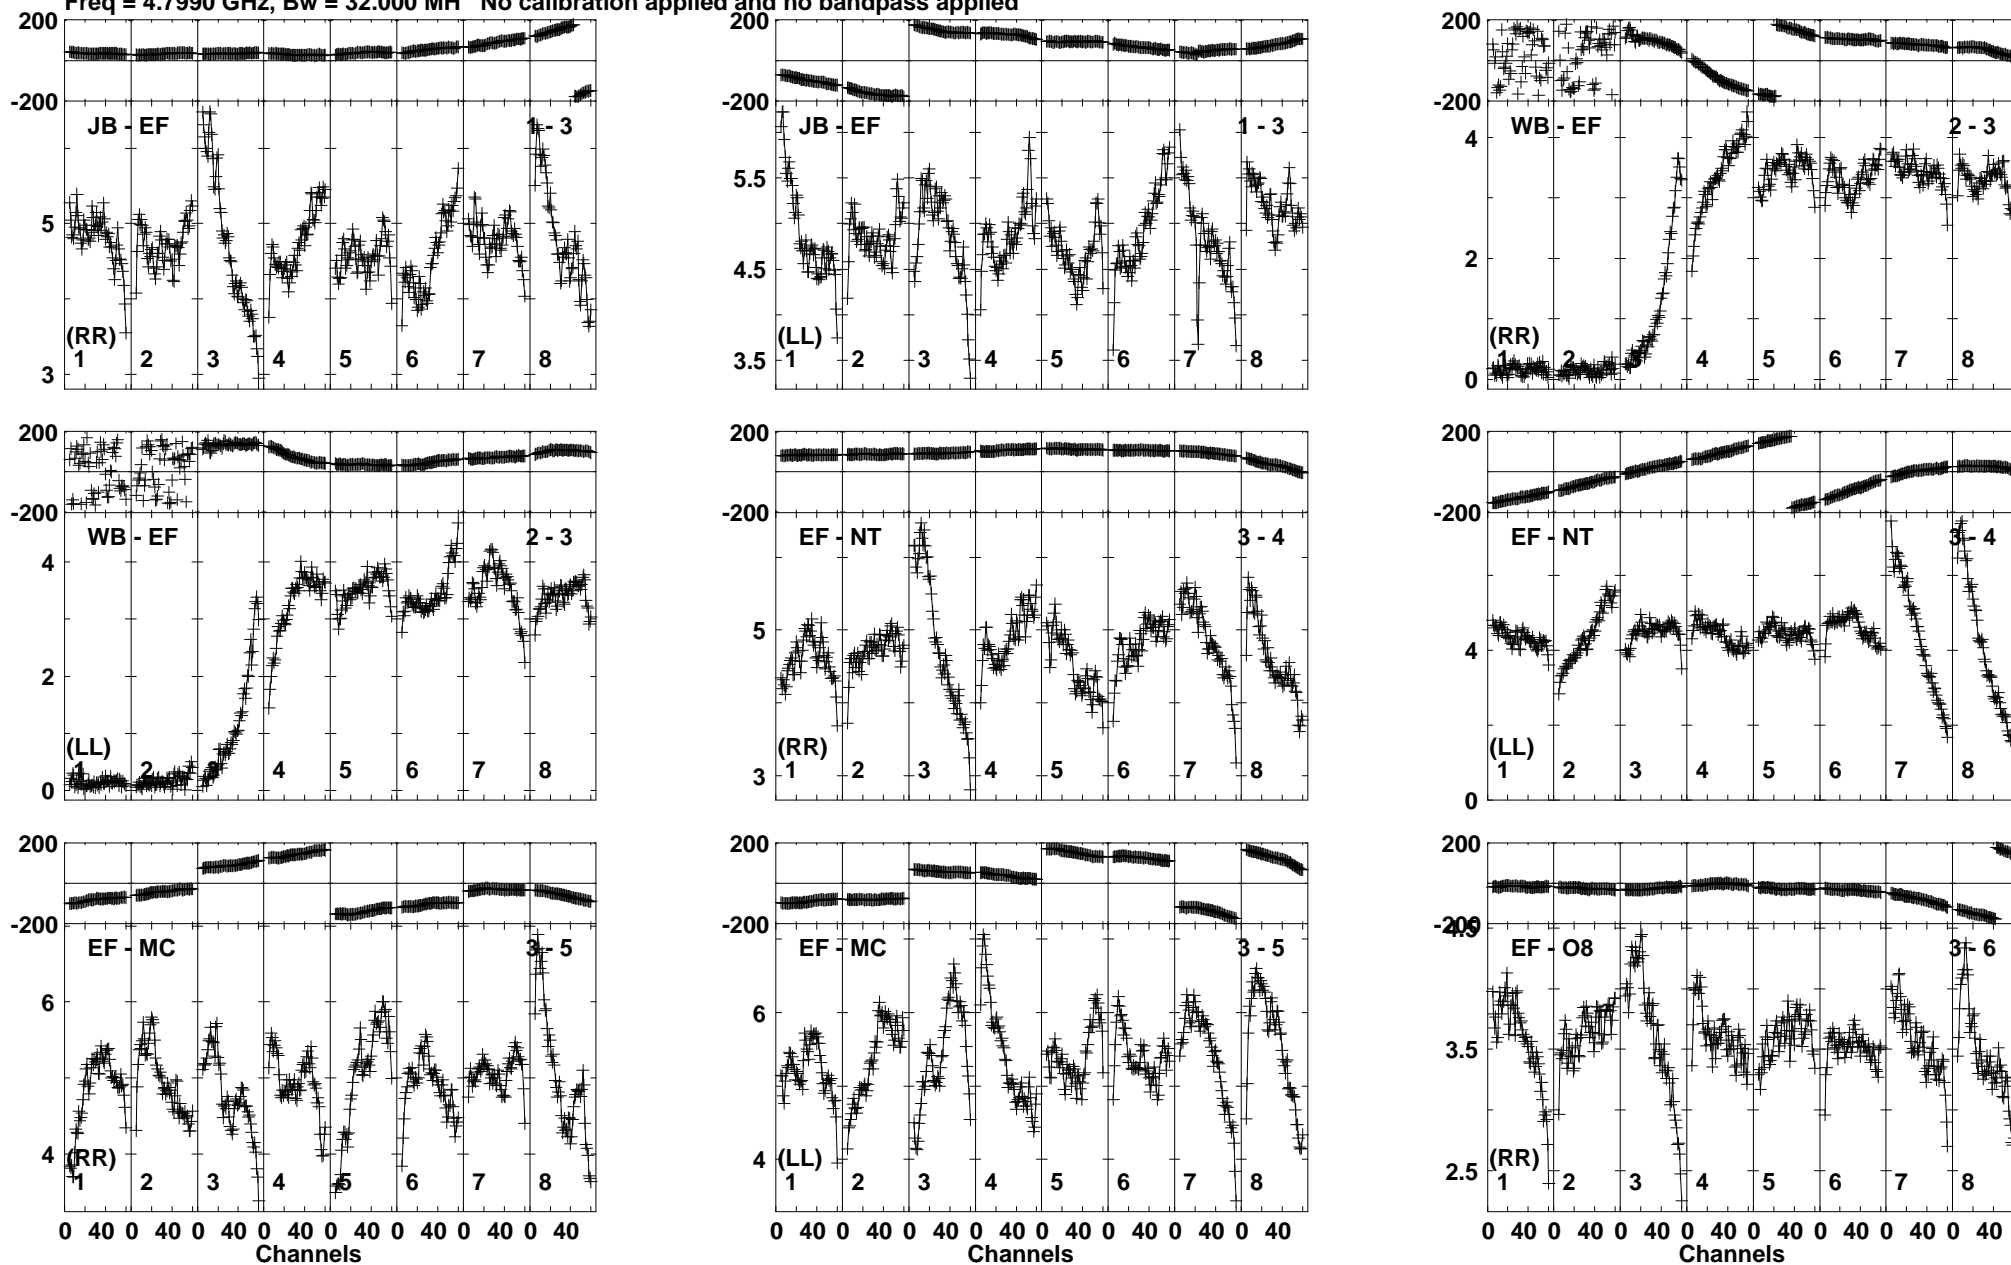 Freq = 4.7990 GHz, Bw = 32.000 MH No calibration applied and no bandpass applied
200 200 200
-200 -200 -200
JB - EF 1 - 3 JB - EF 1 - 3 WB - EF 2 - 3
4
5.5
5
4.5 2
(RR) (LL) (RR)
3.5
1 2 3 4 5 6 7 8 1 2 3 4 5 6 7 8 1 2 3 4 5 6 7 8
3 0
200 200 200
-200 -200 -200
WB - EF 2 - 3 EF - NT 3 - 4 EF - NT 3 - 4
4 5 4
2
(LL) (RR) (LL)
1 2 3 4 5 6 7 8 1 2 3 4 5 6 7 8 1 2 3 4 5 6 7 8
0 3 0
200 200 200
-200 -200 -200
4.5
EF - MC 3 - 5 EF - MC 3 - 5 EF - O8 3 - 6
6 6 3.5
4 4 2.5
(RR) (LL) (RR)
1 2 3 4 5 6 7 8 1 2 3 4 5 6 7 8 1 2 3 4 5 6 7 8
0 40 0 40 0 40 0 40 0 40 0 40 0 40 0 40 0 40 0 40 0 40 0 40 0 40 0 40 0 40 0 40 0 40 0 40 0 40 0 40 0 40 0 40 0 40 0 40
Channels Channels Channels